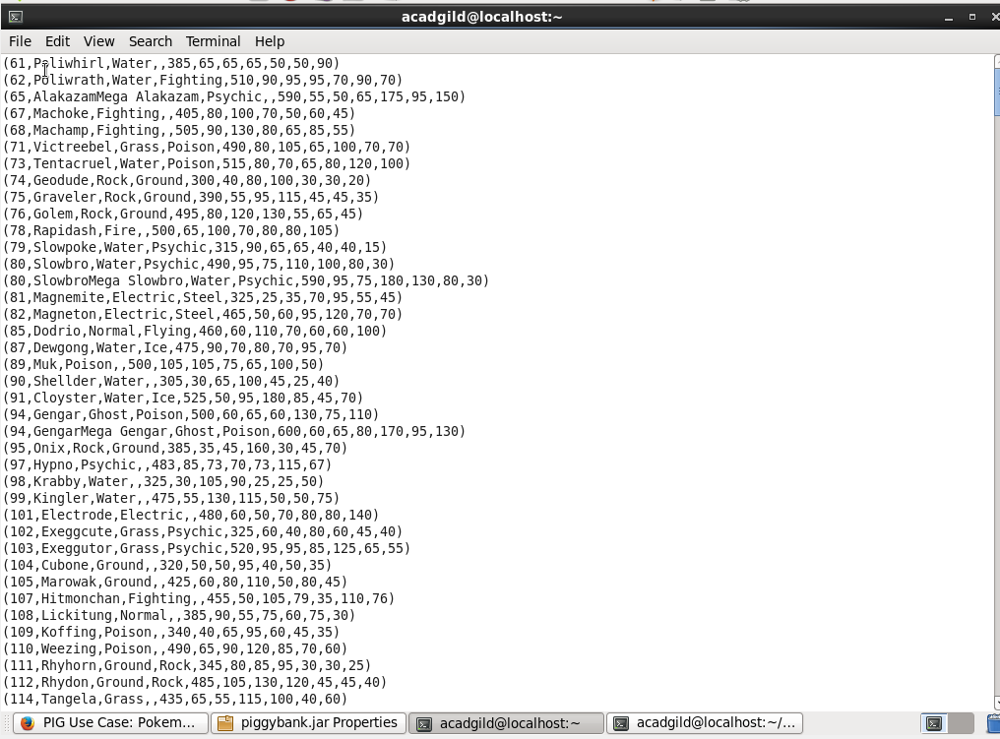 acadgild@localhost:~
File Edit View Search Terminal Help
(61,Poliwhirl,Water,,385,65,65,65,50,50,90)
(62,Poliwrath,Water,Fighting,510,90,95,95,70,90,70)
(65,AlakazamMega Alakazam,Psychic,,590,55,50,65,175,95,150)
(67,Machoke,Fighting,,405,80,100,70,50,60,45)
(68,Machamp,Fighting,,505,90,130,80,65,85,55)
(71,Victreebel,Grass,Poison,490,80,105,65,100,70,70)
(73,Tentacruel,Water,Poison,515,80,70,65,80,120,100)
(74,Geodude,Rock,Ground,300,40,80,100,30,30,20)
(75,Graveler,Rock,Ground,390,55,95,115,45,45,35)
(76,Golem,Rock,Ground,495,80,120,130,55,65,45)
(78,Rapidash,Fire,,500,65,100,70,80,80,105)
(79,Slowpoke,Water,Psychic,315,90,65,65,40,40,15)
(80,Slowbro,Water,Psychic,490,95,75,110,100,80,30)
(80,SlowbroMega Slowbro,Water,Psychic,590,95,75,180,130,80,30)
(81,Magnemite,Electric,Steel,325,25,35,70,95,55,45)
(82,Magneton,Electric,Steel,465,50,60,95,120,70,70)
(85,Dodrio,Normal,Flying,460,60,110,70,60,60,100)
(87,Dewgong,Water,Ice,475,90,70,80,70,95,70)
(89,Muk,Poison,,500,105,105,75,65,100,50)
(90,Shellder,Water,,305,30,65,100,45,25,40)
(91,Cloyster,Water,Ice,525,50,95,180,85,45,70)
(94,Gengar,Ghost,Poison,500,60,65,60,130,75,110)
(94,GengarMega Gengar,Ghost,Poison,600,60,65,80,170,95,130)
(95,Onix,Rock,Ground,385,35,45,160,30,45,70)
(97,Hypno,Psychic,,483,85,73,70,73,115,67)
(98,Krabby,Water,,325,30,105,90,25,25,50)
(99,Kingler,Water,,475,55,130,115,50,50,75)
(101,Electrode,Electric,,480,60,50,70,80,80,140)
(102,Exeggcute,Grass,Psychic,325,60,40,80,60,45,40)
(103,Exeggutor,Grass,Psychic,520,95,95,85,125,65,55)
(104,Cubone,Ground,,320,50,50,95,40,50,35)
(105,Marowak,Ground,,425,60,80,110,50,80,45)
(107,Hitmonchan,Fighting,,455,50,105,79,35,110,76)
(108,Lickitung,Normal,,385,90,55,75,60,75,30)
(109,Koffing,Poison,,340,40,65,95,60,45,35)
(110,Weezing,Poison,,490,65,90,120,85,70,60)
(111,Rhyhorn,Ground,Rock,345,80,85,95,30,30,25)
(112,Rhydon,Ground,Rock,485,105,130,120,45,45,40)
(114,Tangela,Grass,,435,65,55,115,100,40,60)
PIG Use Case: Pokem... piggybank.jar Properties acadgild@localhost:~ acadgild@localhost:~/...